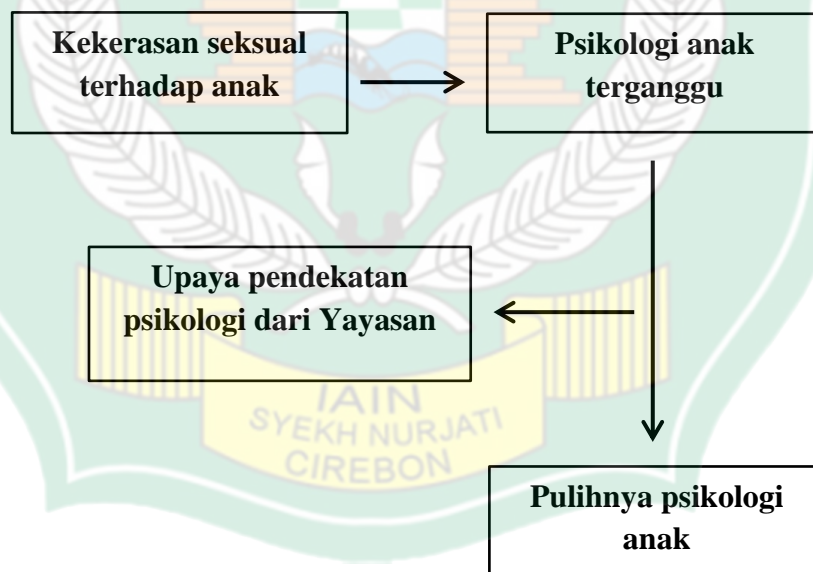 Kekerasan seksual
terhadap anak
Psikologi anak
terganggu
Upaya pendekatan
psikologi dari Yayasan
IAIN
SYEKH NURJATI
CIREBON
Pulihnya psikologi
anak